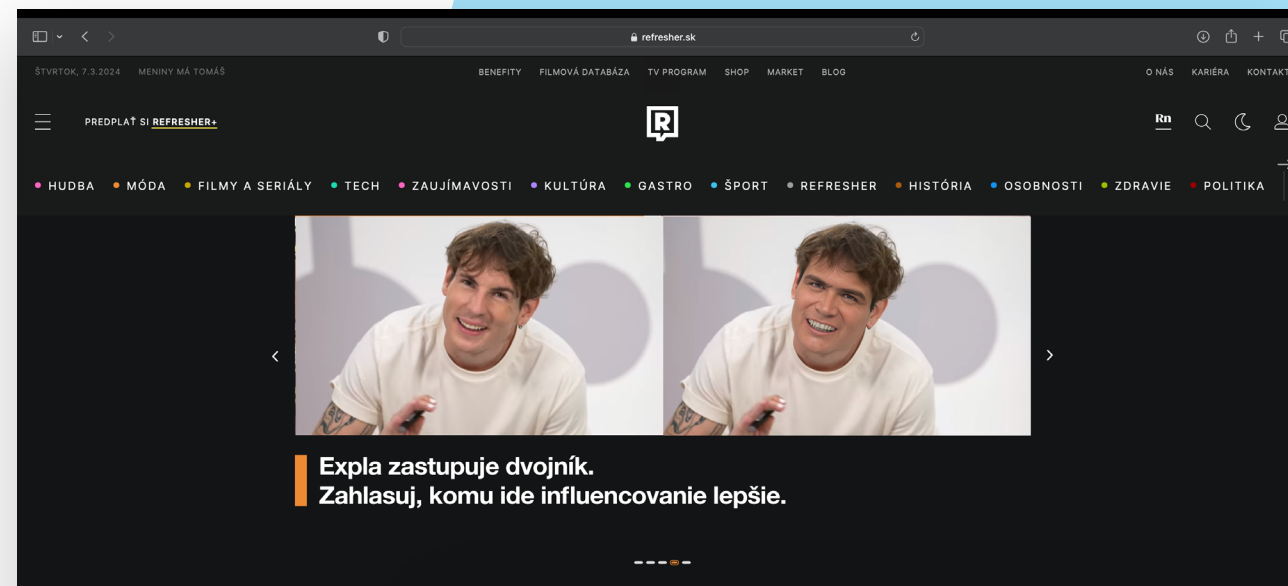 refresher.sk
ŠTVRTOK, 7.3.2024 MENINY MÁ TOMÁŠ BENEFITY FILMOVÁ DATABÁZA TV PROGRAM SHOP MARKET BLOG O NÁS KARIÉRA KONTAKT
PREDPLAŤ SI REFRESHER+ R Rn
HUDBA MÓDA FILMY A SERIÁLY TECH ZAUJÍMAVOSTI KULTÚRA GASTRO ŠPORT REFRESHER HISTÓRIA OSOBNOSTI ZDRAVIE POLITIKA
Expla zastupuje dvojník.
Zahlasuj, komu ide influencovanie lepšie.